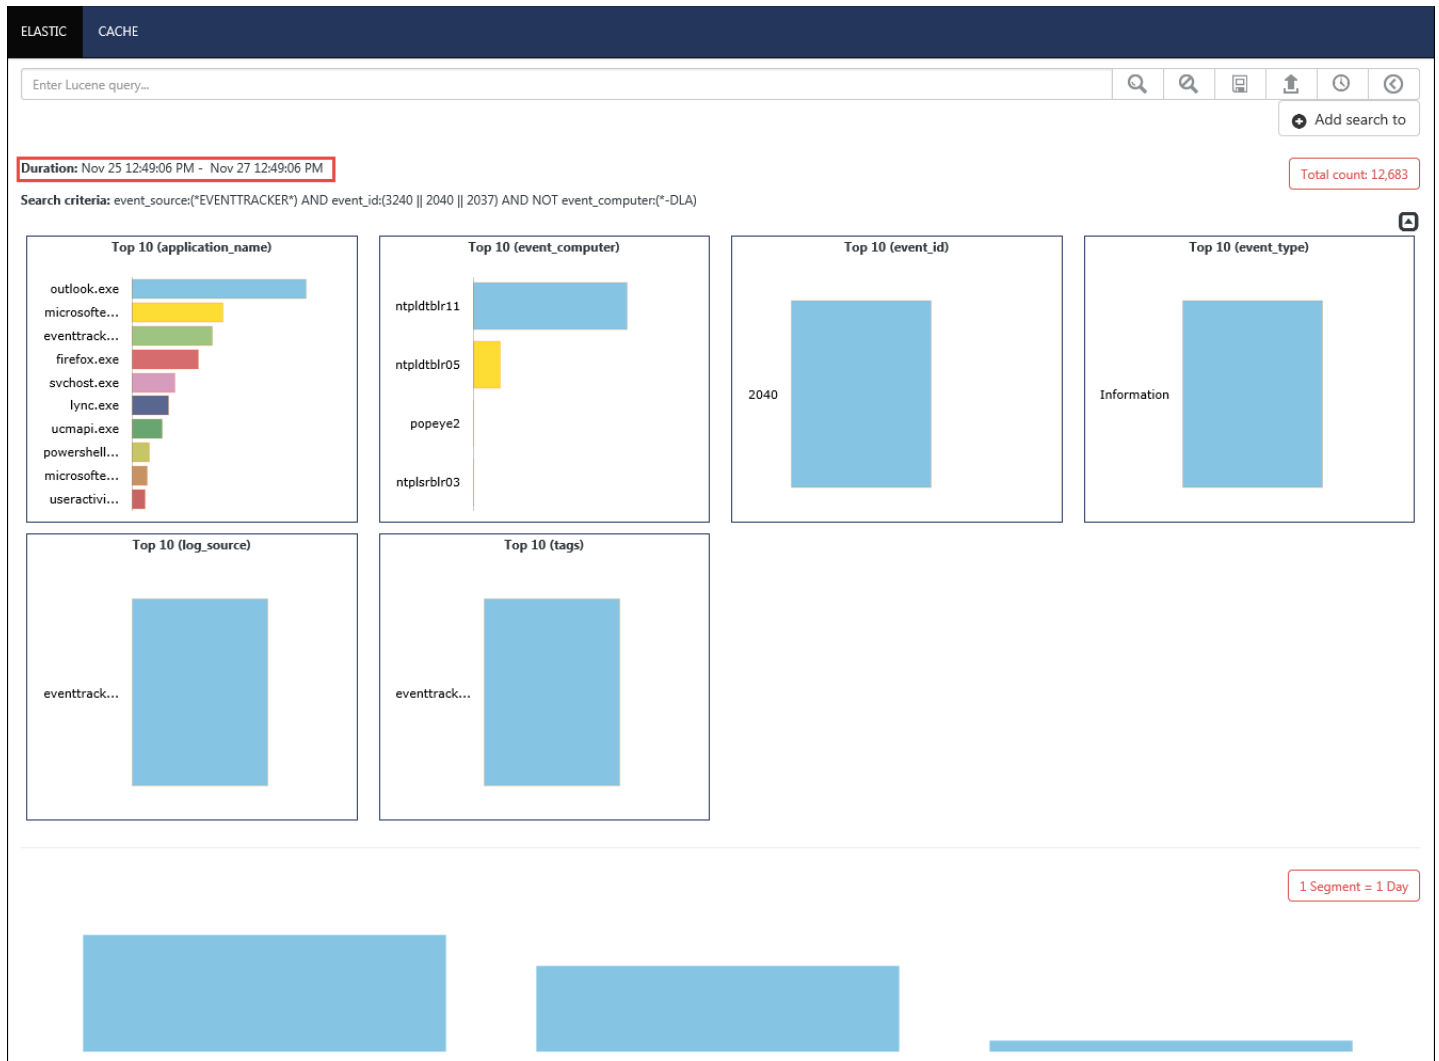 ELASTIC CACHE
Enter Lucene query...
Add search to
Duration: Nov 25 12:49:06 PM - Nov 27 12:49:06 PM
Total count: 12,683
Search criteria: event_source:(*EVENTTRACKER*) AND event_id:(3240 || 2040 || 2037) AND NOT event_computer:(*-DLA)
Top 10 (application_name)
outlook.exe
microsofte...
eventtrack...
firefox.exe
svchost.exe
lync.exe
ucmapi.exe
powershell...
microsofte...
useractivi...
Top 10 (event_computer)
ntpldtblr11
ntpldtblr05
popeye2
ntplsrblr03
Top 10 (event_id)
2040
Top 10 (event_type)
Information
Top 10 (log_source)
eventtrack...
Top 10 (tags)
eventtrack...
1 Segment = 1 Day